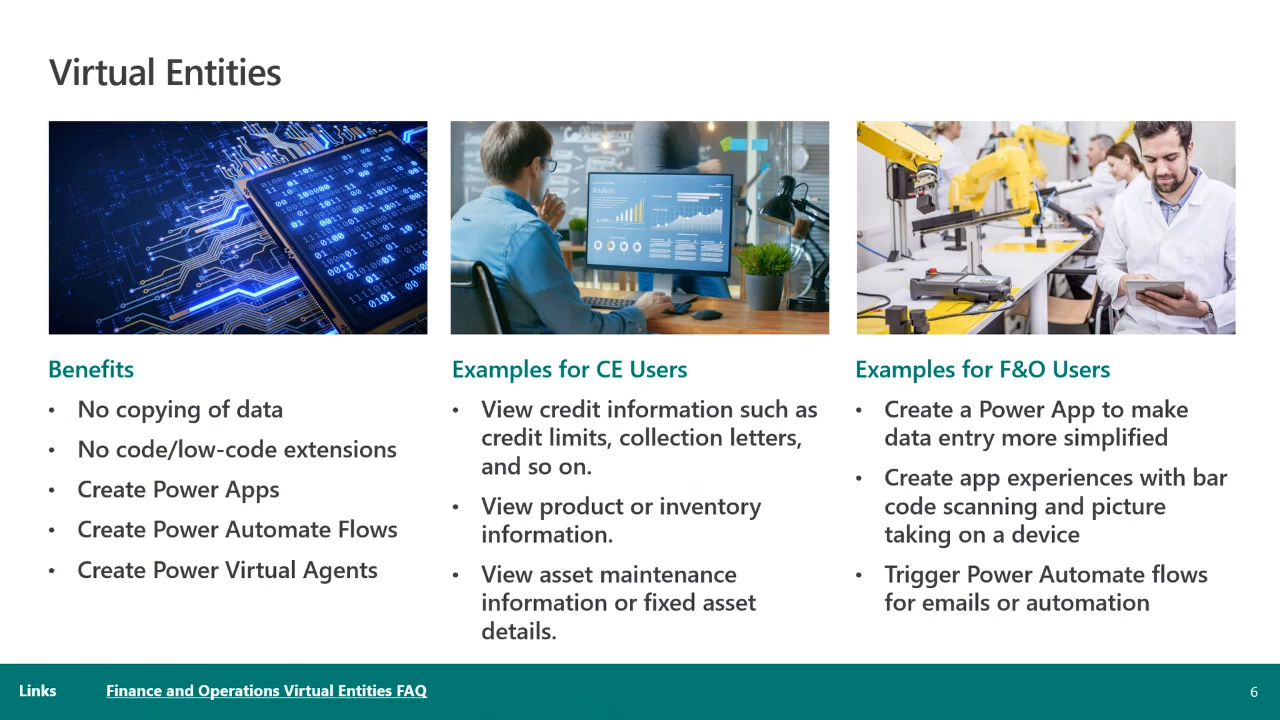 Virtual Entities
Benefits
• No copying of data
• No code/low-code extensions
• Create Power Apps
• Create Power Automate Flows
• Create Power Virtual Agents
Examples for CE Users
• View credit information such as
credit limits, collection letters,
and so on.
• View product or inventory
information.
• View asset maintenance
information or fixed asset
details.
Examples for F&O Users
• Create a Power App to make
data entry more simplified
• Create app experiences with bar
code scanning and picture
taking on a device
• Trigger Power Automate flows
for emails or automation
Links
Finance and Operations Virtual Entities FAQ
6